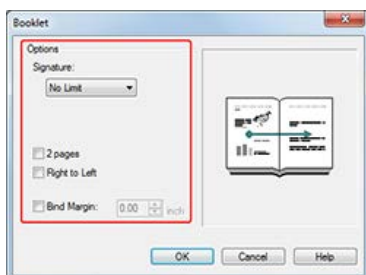 Booklet
Options
Signature:
No Limit
2 pages
Right to Left
Bind Margin: 0.00 inch
OK Cancel Help